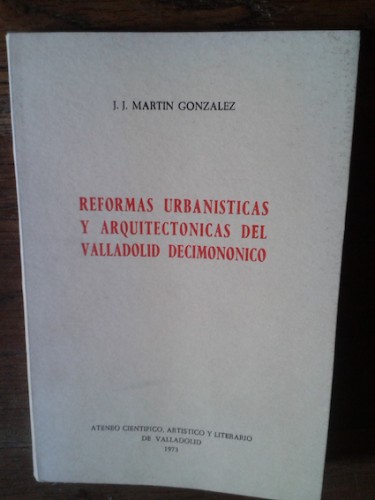 J. J. MARTIN GONZALEZ
REFORMAS URBANISTICAS
Y ARQUITECTONICAS DEL
VALLADOLID DECIMONONICO
ATENEO CIENTIFICO, ARTISTICO Y LITERARIO
DE VALLADOLID
1973